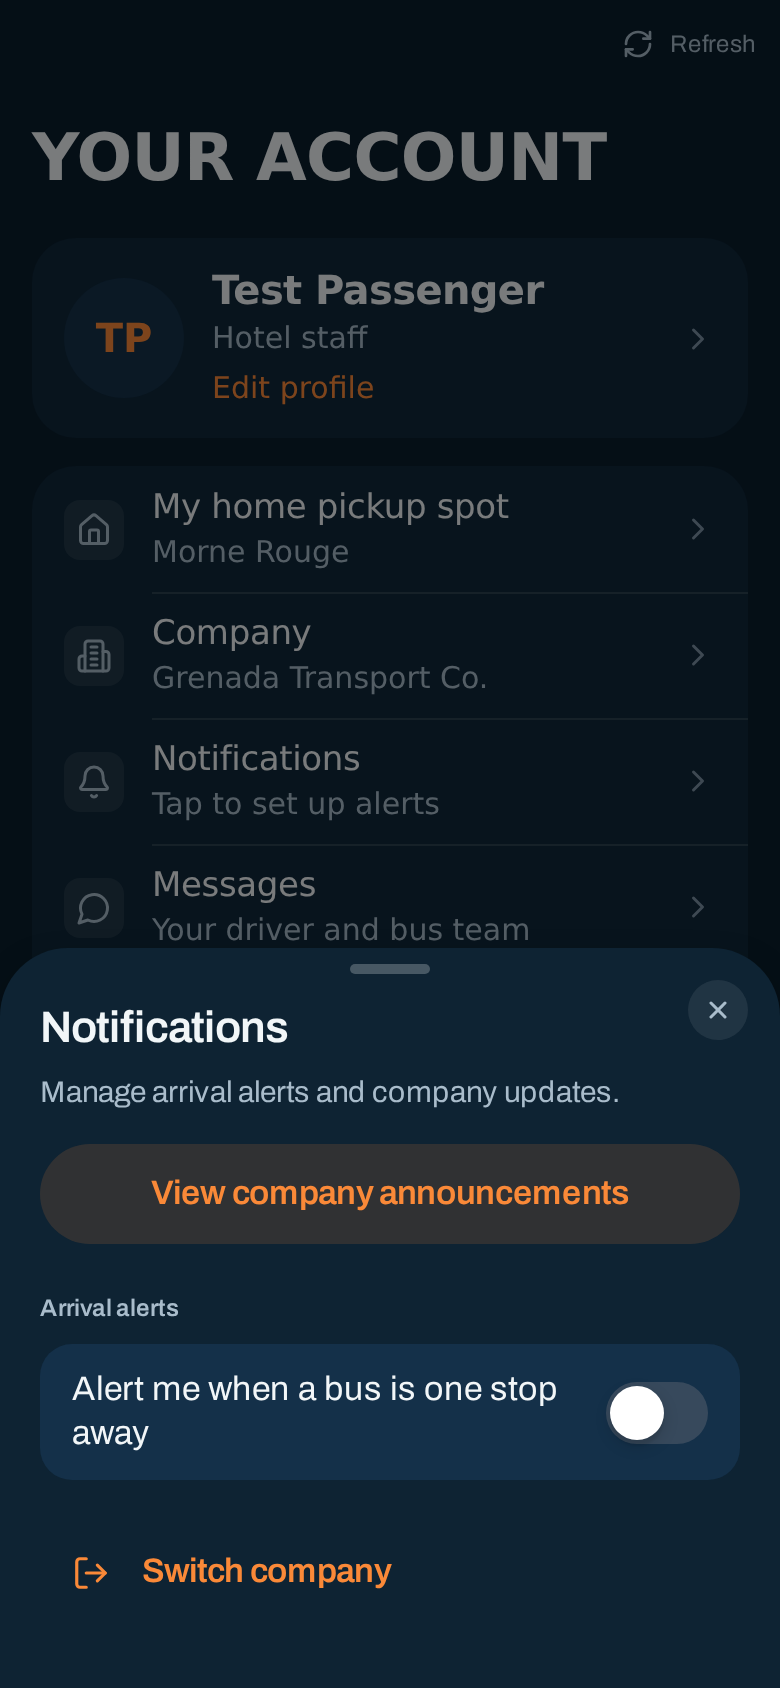 Refresh
YOUR ACCOUNT
TP
Test Passenger
Hotel staff
Edit profile
My home pickup spot
Morne Rouge
Company
Grenada Transport Co.
Notifications
Tap to set up alerts
Messages
Your driver and bus team
Notifications
Manage arrival alerts and company updates.
View company announcements
Arrival alerts
Alert me when a bus is one stop
away
Switch company